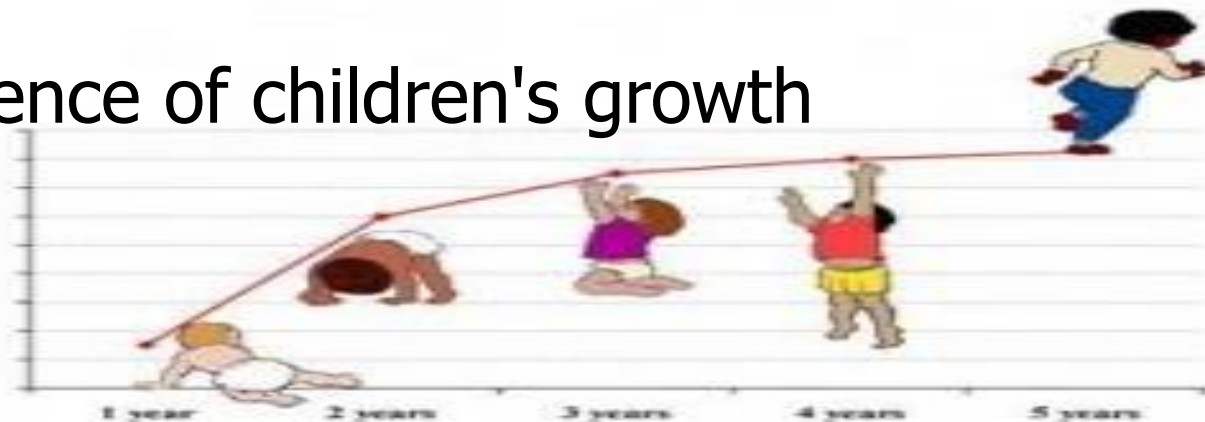 ence of children's growth
1 year 2 years 3 years 4 years 5 years